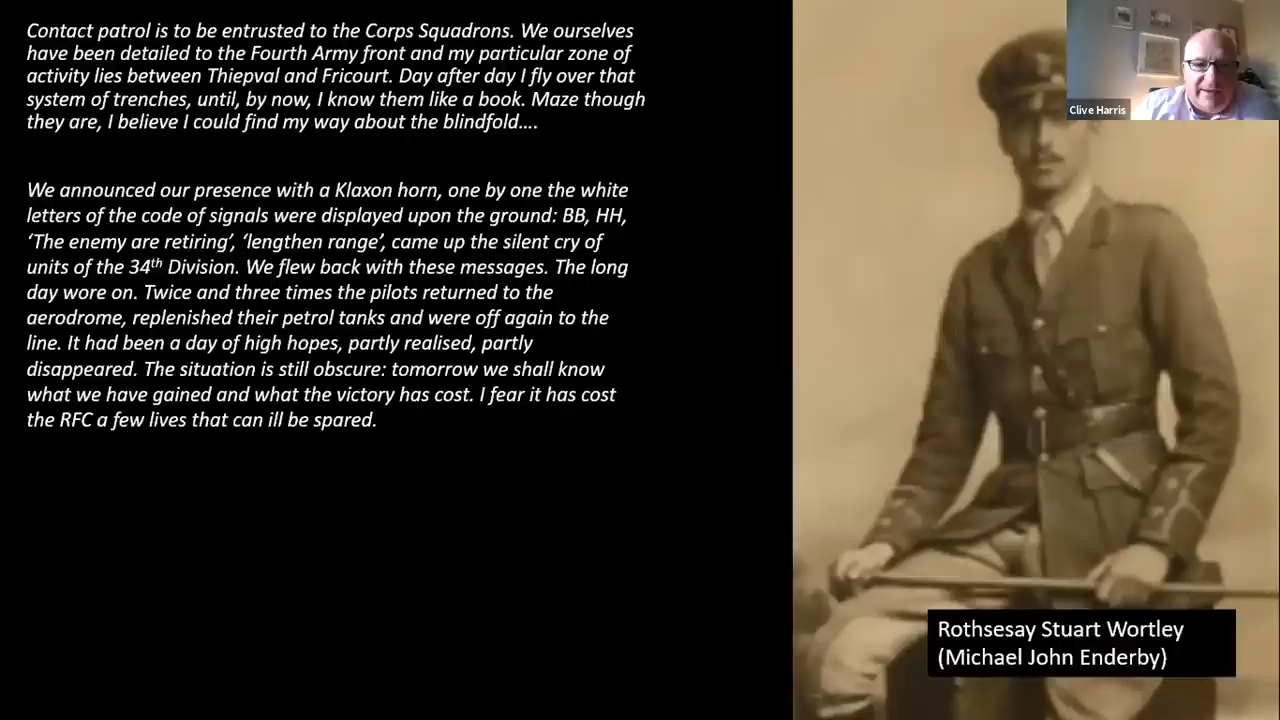 Contact patrol is to be entrusted to the Corps Squadrons. We ourselves
have been detailed to the Fourth Army front and my particular zone of
activity lies between Thiepval and Fricourt. Day after day I fly over that
system of trenches, until, by now, I know them like a book. Maze though
they are, I believe I could find my way about the blindfold....
We announced our presence with a Klaxon horn, one by one the white
letters of the code of signals were displayed upon the ground: BB, HH,
‘The enemy are retiring’, ‘lengthen range’, came up the silent cry of
units of the 34th Division. We flew back with these messages. The long
day wore on. Twice and three times the pilots returned to the
aerodrome, replenished their petrol tanks and were off again to the
line. It had been a day of high hopes, partly realised, partly
disappeared. The situation is still obscure: tomorrow we shall know
what we have gained and what the victory has cost. I fear it has cost
the RFC a few lives that can ill be spared.
Clive Harris
Rothsesay Stuart Wortley
(Michael John Enderby)